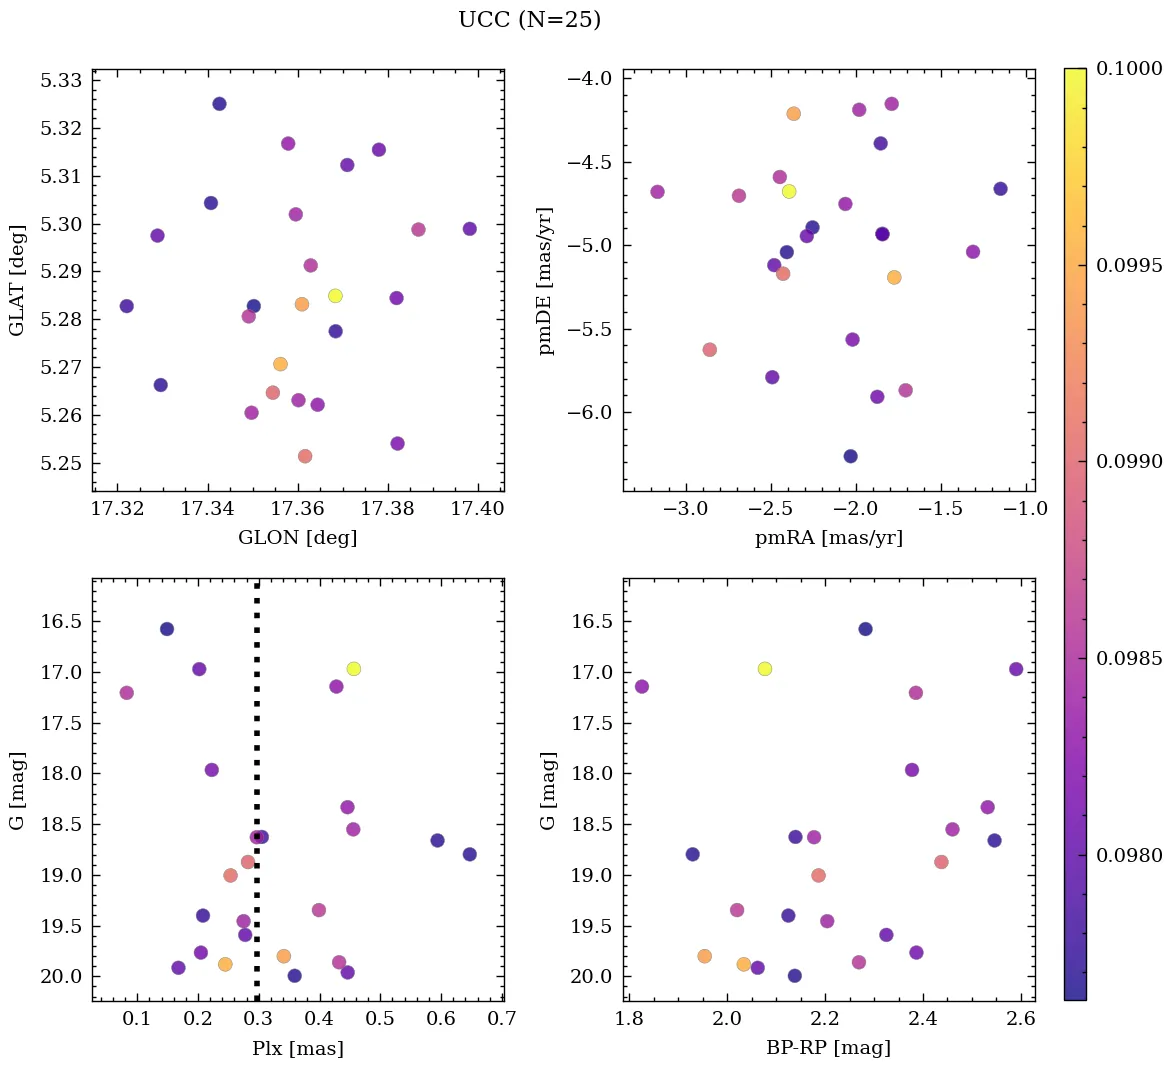 UCC (N=25)
5.33
5.32
5.31
5.30
5.29
5.28
5.27
5.26
5.25
GLAT [deg]
17.32 17.34 17.36 17.38 17.40
GLON [deg]
−4.0
−4.5
−5.0
−5.5
−6.0
pmDE [mas/yr]
−3.0 −2.5 −2.0 −1.5 −1.0
pmRA [mas/yr]
0.1000
0.0995
0.0990
0.0985
0.0980
16.5
17.0
17.5
18.0
18.5
19.0
19.5
20.0
G [mag]
0.1 0.2 0.3 0.4 0.5 0.6 0.7
Plx [mas]
16.5
17.0
17.5
18.0
18.5
19.0
19.5
20.0
G [mag]
1.8 2.0 2.2 2.4 2.6
BP-RP [mag]